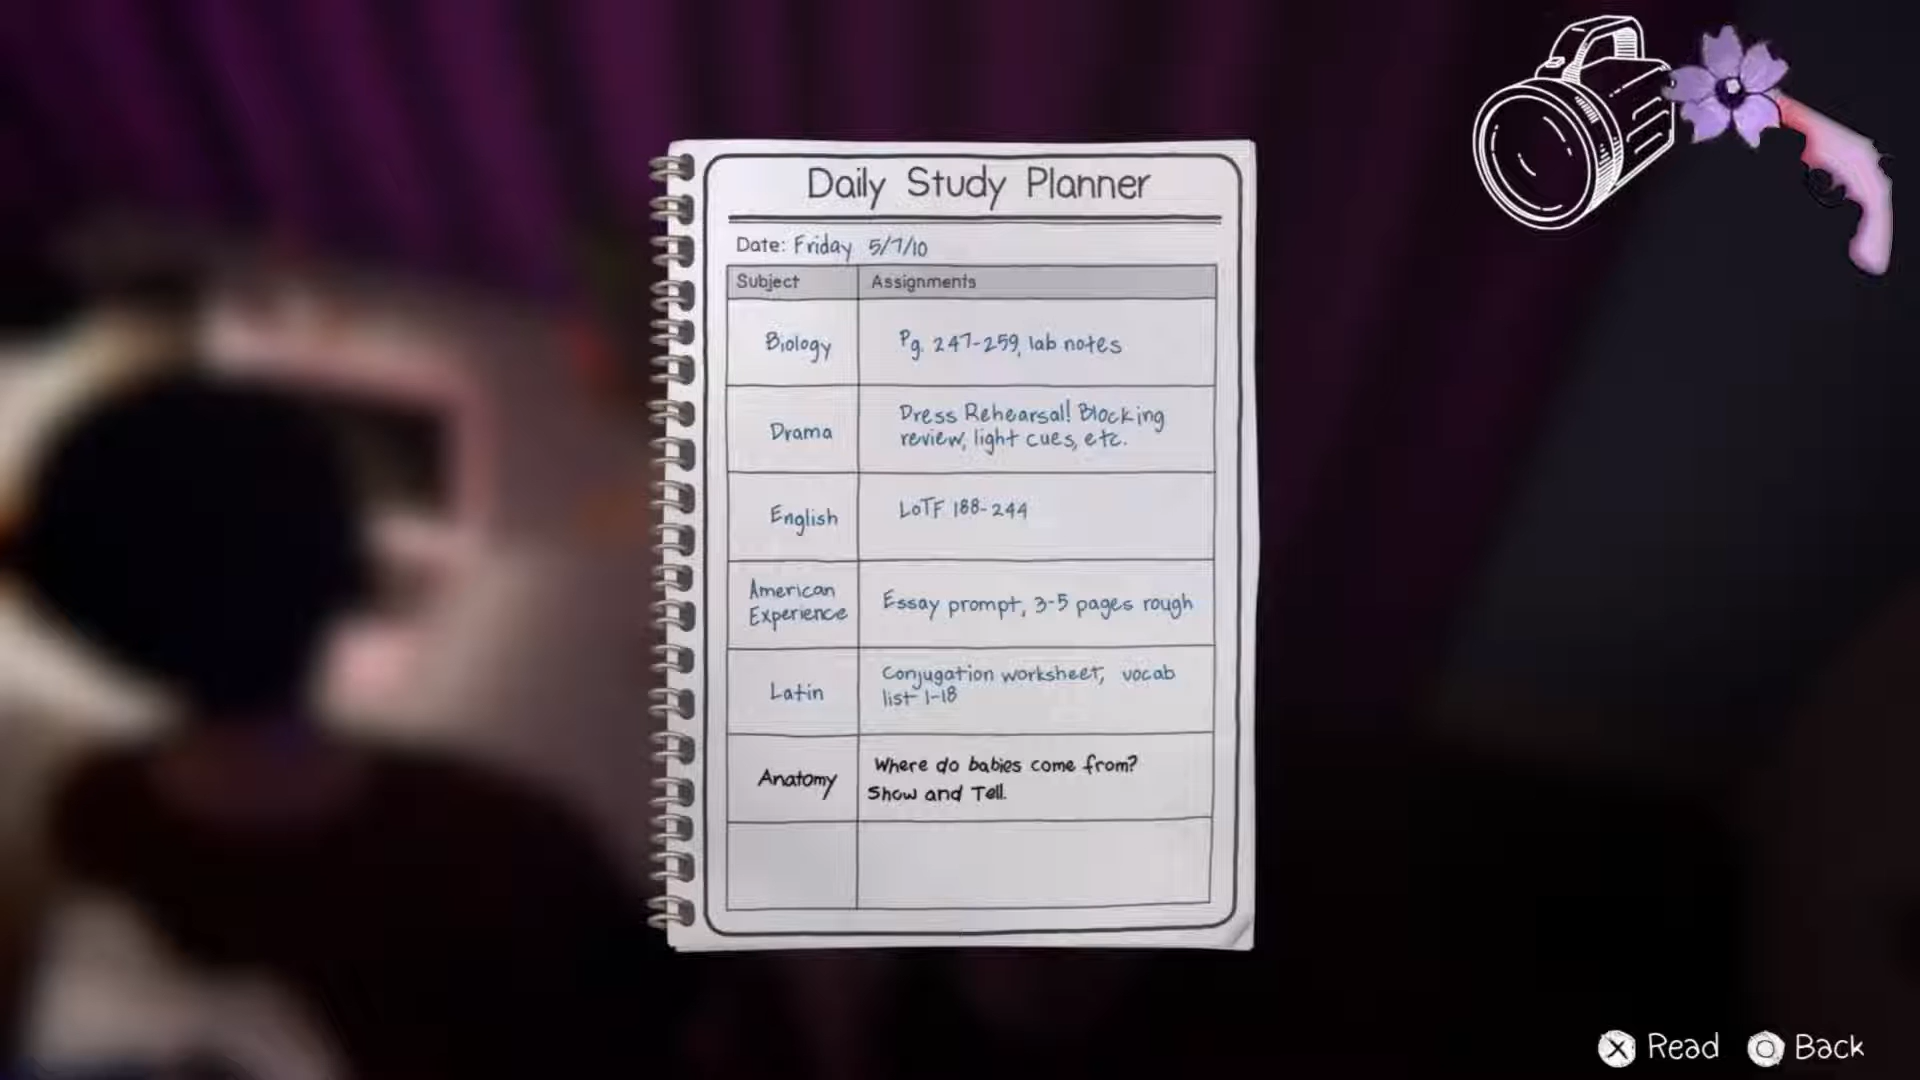 Daily Study Planner
Date: Friday 5/7/10
Subject Assignments
Biology Pg. 247-259, lab notes
Drama Dress Rehearsal! Blocking
review, light cues, etc.
English LoTF 188-244
American
Experience Essay prompt, 3-5 pages rough
Latin Conjugation worksheet, vocab
list 1-18
Anatomy Where do babies come from?
Show and Tell.
Read Back